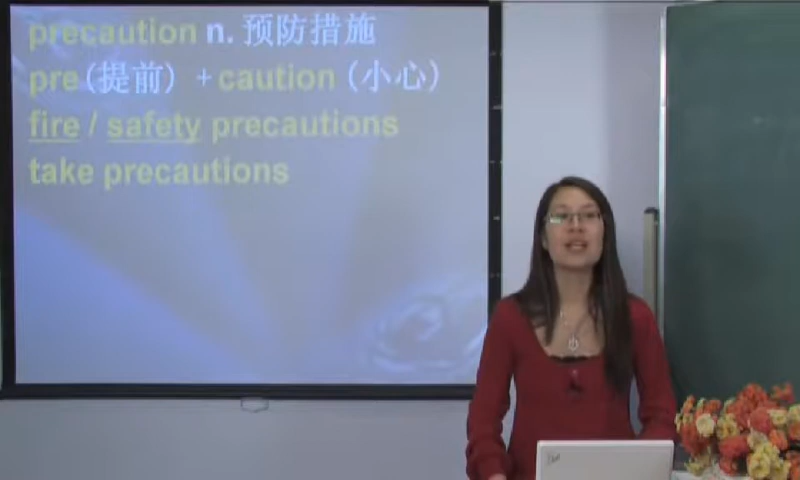 precaution n. 预防措施
pre(提前) + caution (小心)
fire / safety precautions
take precautions